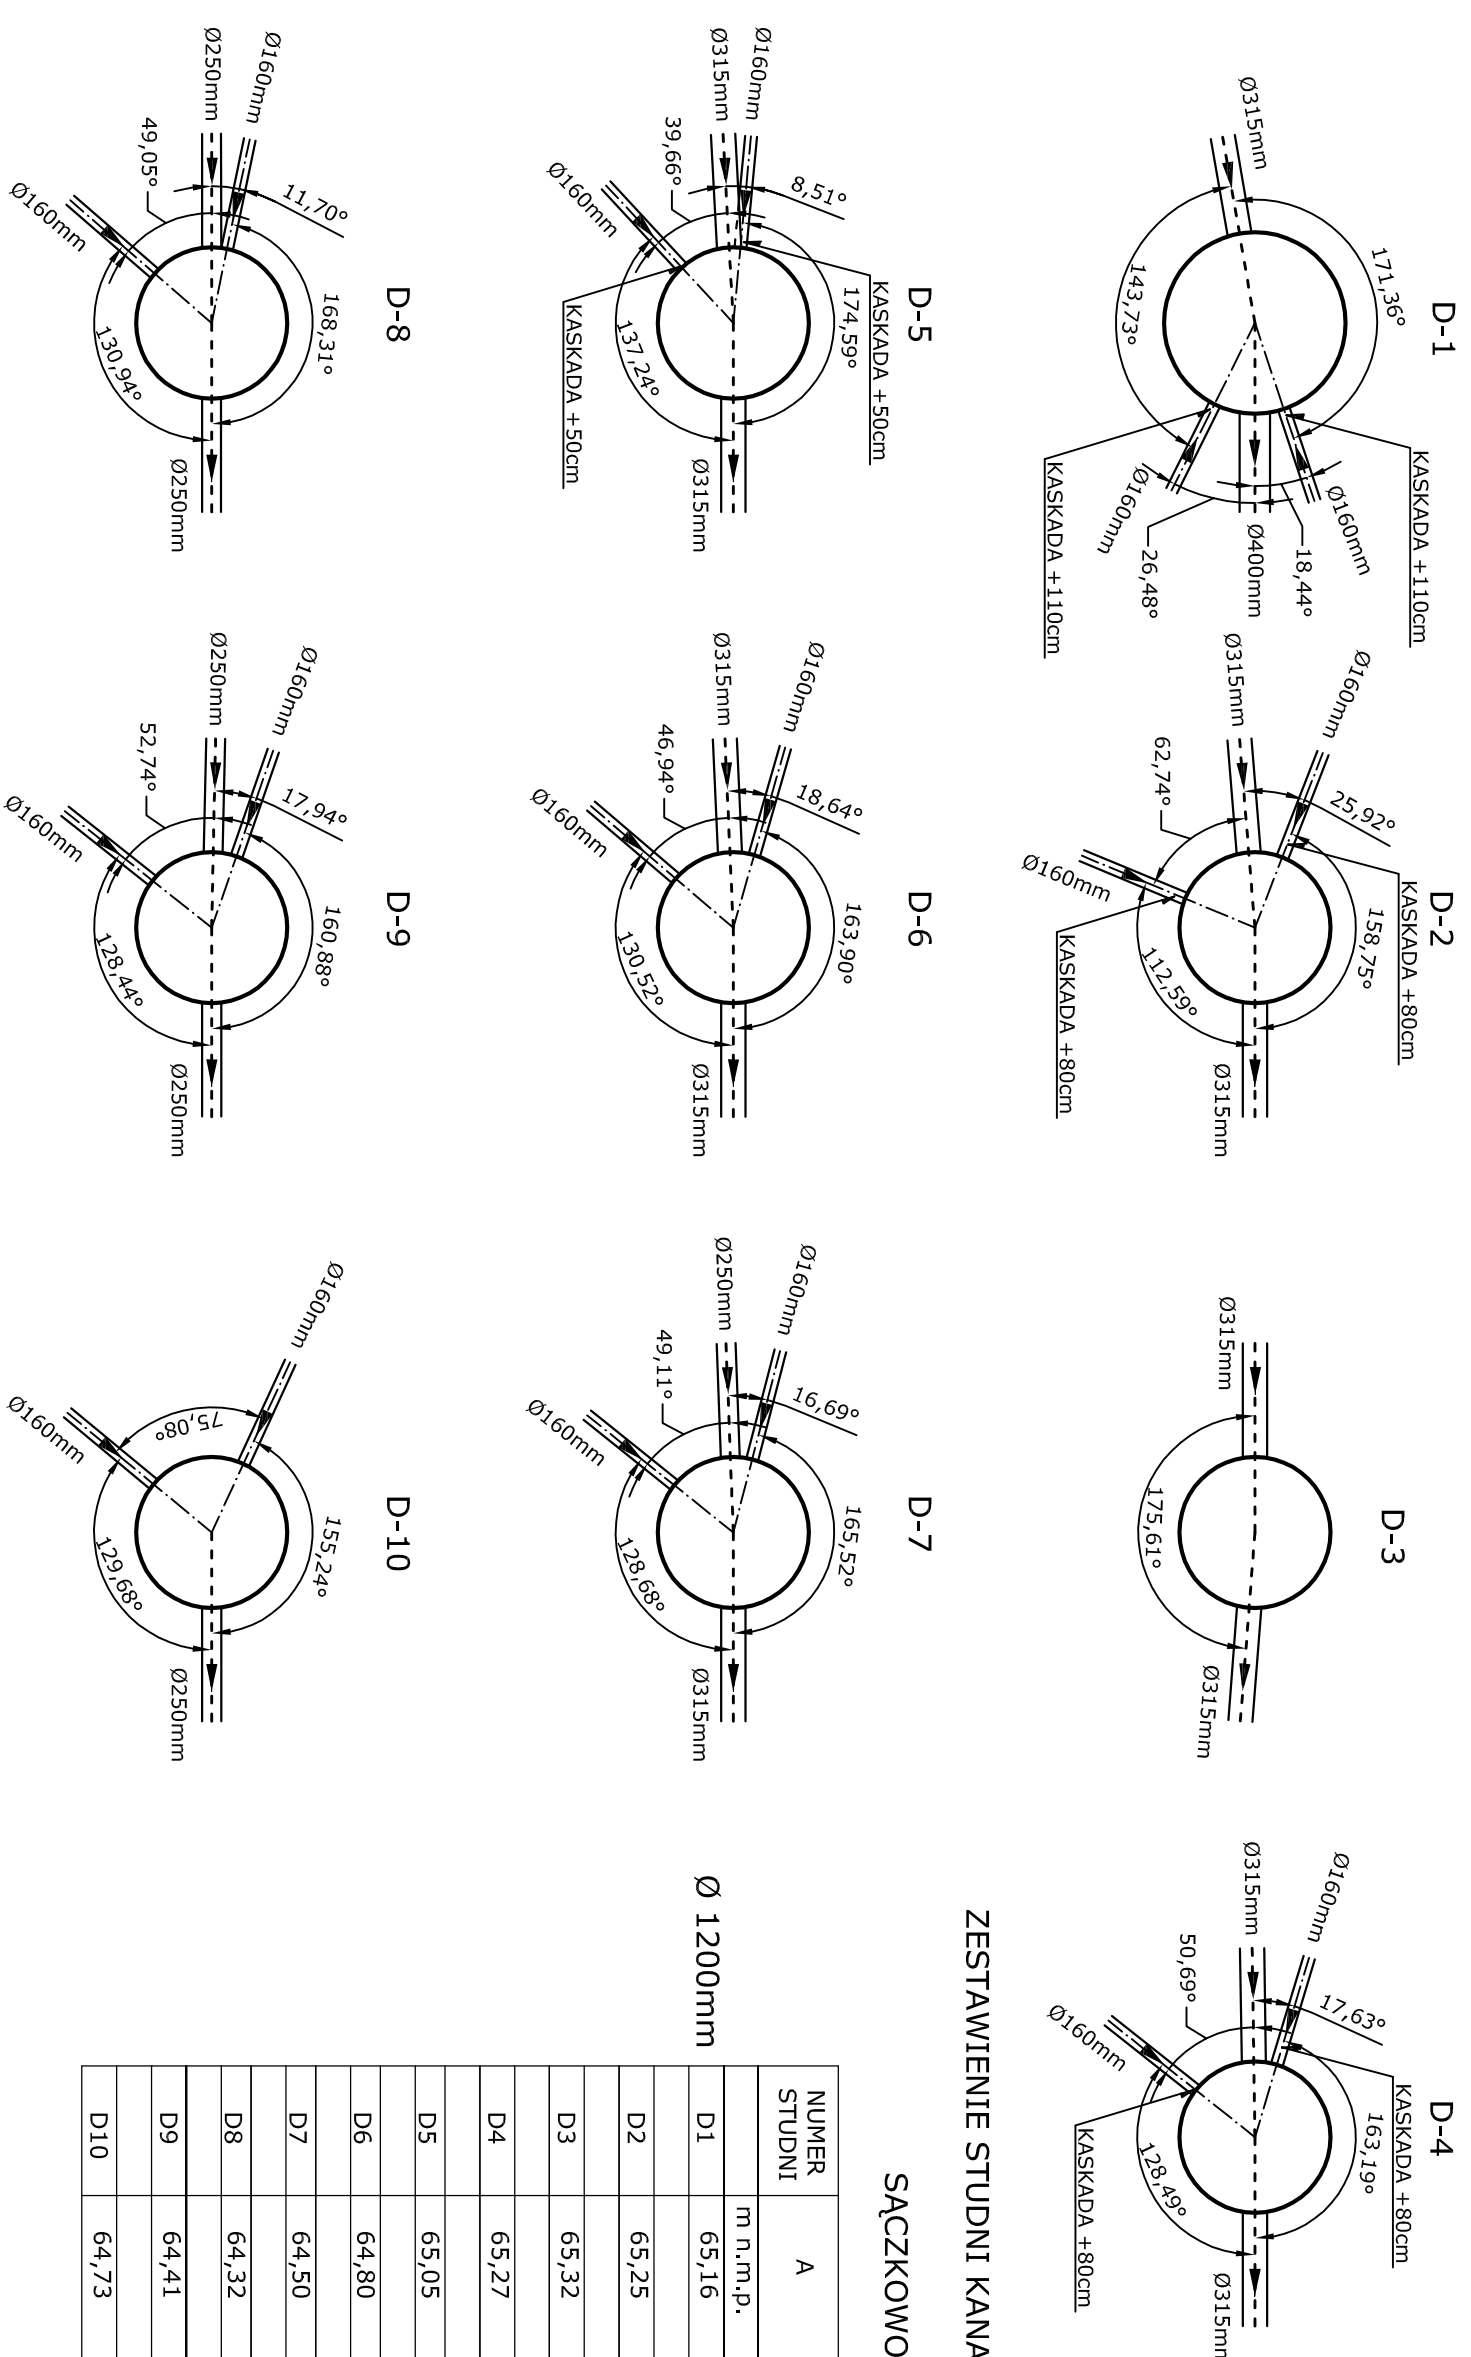 D-1
Ø315mm
171,36°
143,73°
Ø160mm
18,44°
Ø400mm
26,48°
Ø160mm
KASKADA +110cm
KASKADA +110cm
D-2
Ø160mm
Ø315mm
25,92°
62,74°
Ø160mm
KASKADA +80cm
158,75°
112,59°
KASKADA +80cm
Ø315mm
D-3
Ø315mm
175,61°
Ø315mm
D-4
Ø160mm
Ø315mm
17,63°
50,69°
Ø160mm
KASKADA +80cm
163,19°
128,49°
KASKADA +80cm
Ø315mm
D-5
Ø160mm
Ø315mm
8,51°
39,66°
Ø160mm
KASKADA +50cm
174,59°
137,24°
KASKADA +50cm
Ø315mm
D-6
Ø160mm
Ø315mm
18,64°
46,94°
Ø160mm
163,90°
130,52°
Ø315mm
D-7
Ø160mm
Ø250mm
16,69°
49,11°
Ø160mm
165,52°
128,68°
Ø315mm
D-8
Ø160mm
Ø250mm
11,70°
49,05°
Ø160mm
168,31°
130,94°
Ø250mm
D-9
Ø160mm
Ø250mm
17,94°
52,74°
Ø160mm
160,88°
128,44°
Ø250mm
D-10
Ø160mm
75,08°
Ø160mm
155,24°
129,68°
Ø250mm
ZESTAWIENIE STUDNI KANA
SĄCZKOWO
Ø 1200mm
NUMER STUDNI A
m n.m.p.
D1 65,16
D2 65,25
D3 65,32
D4 65,27
D5 65,05
D6 64,80
D7 64,50
D8 64,32
D9 64,41
D10 64,73